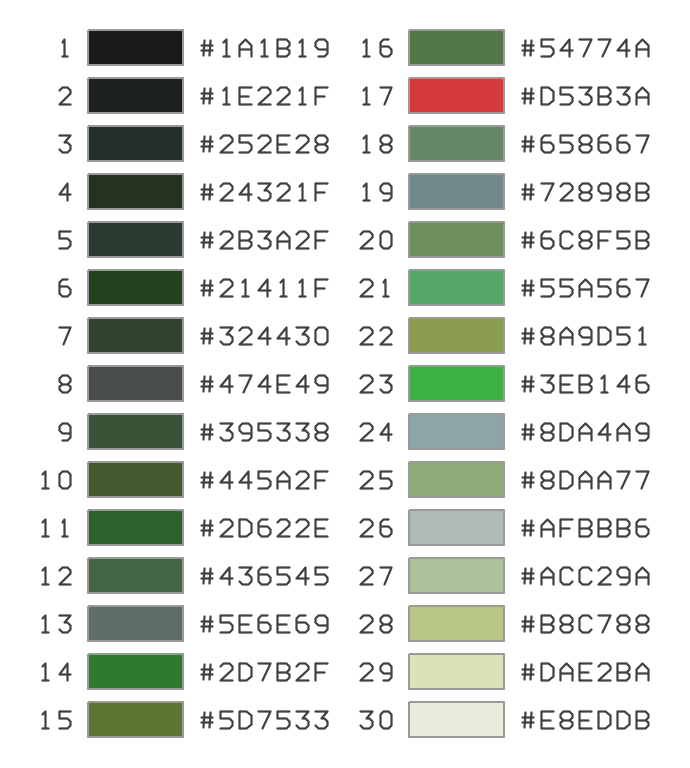 1 #1A1B19 16 #54774A
2 #1E221F 17 #D53B3A
3 #252E28 18 #658667
4 #24321F 19 #72898B
5 #2B3A2F 20 #6C8F5B
6 #21411F 21 #55A567
7 #324430 22 #8A9D51
8 #474E49 23 #3EB146
9 #395338 24 #8DA4A9
10 #445A2F 25 #8DAA77
11 #2D622E 26 #AFBBB6
12 #436545 27 #ACC29A
13 #5E6E69 28 #B8C788
14 #2D7B2F 29 #DAE2BA
15 #5D7533 30 #E8EDDB